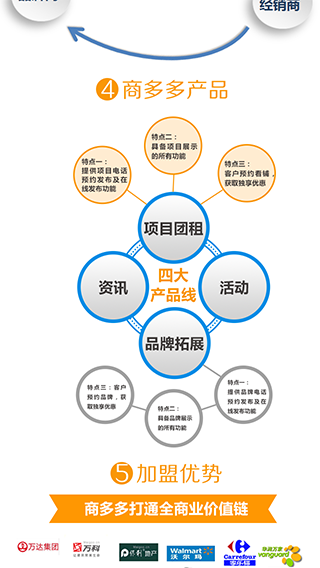 经销商
4 商多多产品
特点二：
具备项目展示
的所有功能
特点一：
提供项目电话
预约发布及在
线发布功能
特点三：
客户预约看铺，
获取独享优惠
项目团租
资讯
四大
产品线
活动
品牌拓展
特点三：客户
预约品牌，获
取独享优惠
特点二：
具备品牌展示
的所有功能
特点一：
提供品牌电话
预约发布及在
线发布功能
5 加盟优势
商多多打通全商业价值链
万达集团
万科
保利地产
Walmart
沃尔玛
Carrefour
家乐福
华润万家
vanguard